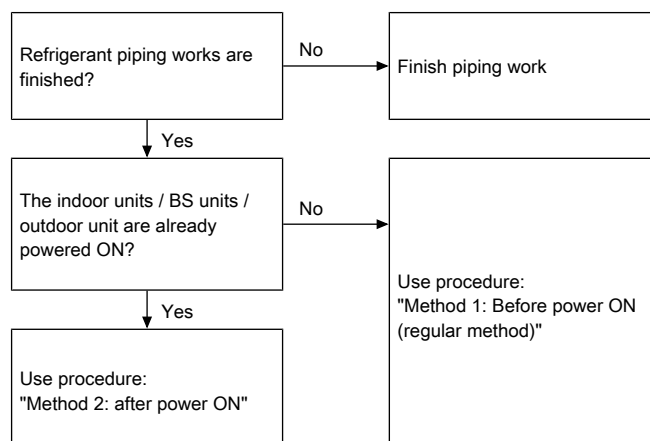 Refrigerant piping works are
finished?
No
Finish piping work
Yes
The indoor units / BS units /
outdoor unit are already
powered ON?
No
Use procedure:
"Method 1: Before power ON
(regular method)"
Yes
Use procedure:
"Method 2: after power ON"